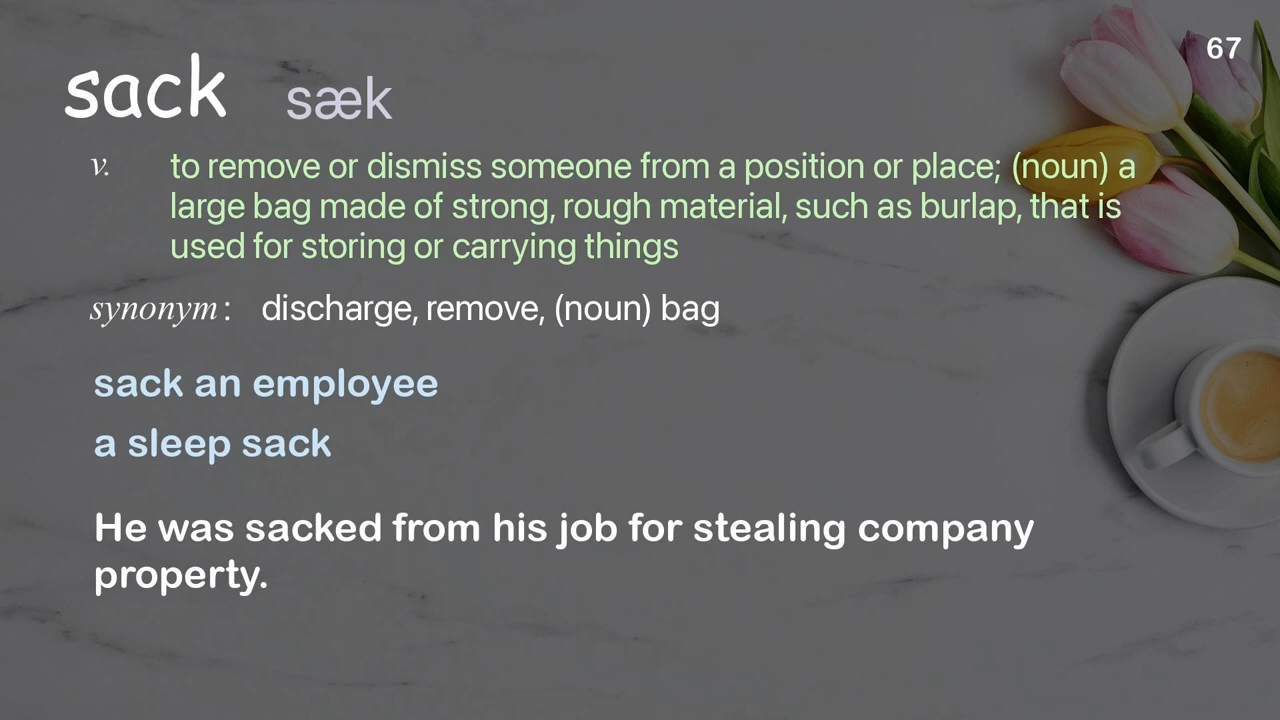 67
sack sæk
v. to remove or dismiss someone from a position or place; (noun) a
large bag made of strong, rough material, such as burlap, that is
used for storing or carrying things
synonym: discharge, remove, (noun) bag
sack an employee
a sleep sack
He was sacked from his job for stealing company
property.